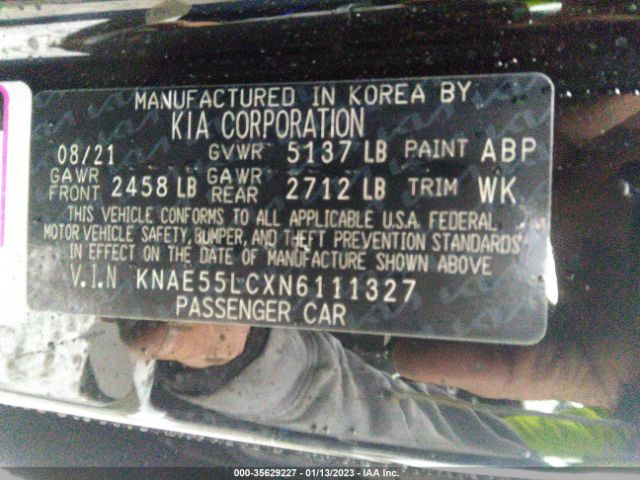 MANUFACTURED IN KOREA BY
KIA CORPORATION
08/21 GVWR 5137 LB PAINT ABP
GAWR FRONT 2458 LB GAWR REAR 2712 LB TRIM WK
THIS VEHICLE CONFORMS TO ALL APPLICABLE U.S.A. FEDERAL
MOTOR VEHICLE SAFETY, BUMPER, AND THEFT PREVENTION STANDARDS
IN EFFECT ON THE DATE OF MANUFACTURE SHOWN ABOVE
V.I.N KNAE55LCXN6111327
PASSENGER CAR
000-35629227 - 01/13/2023 - IAA Inc.